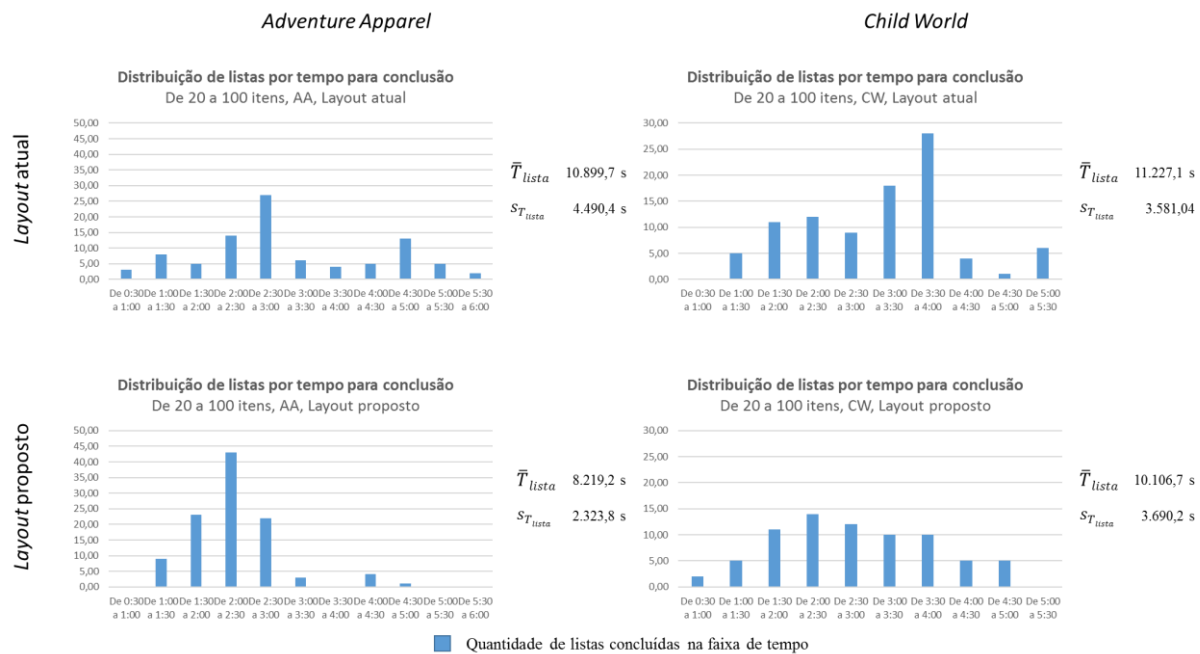 Adventure Apparel
Child World
Layout atual
Distribuição de listas por tempo para conclusão
De 20 a 100 itens, AA, Layout atual
50,00
45,00
40,00
35,00
30,00
25,00
20,00
15,00
10,00
5,00
0,00
De 0:30 De 1:00 De 1:30 De 2:00 De 2:30 De 3:00 De 3:30 De 4:00 De 4:30 De 5:00 De 5:30
a 1:00 a 1:30 a 2:00 a 2:30 a 3:00 a 3:30 a 4:00 a 4:30 a 5:00 a 5:30 a 6:00
T̄lista 10.899,7 s
sTlista 4.490,4 s
Distribuição de listas por tempo para conclusão
De 20 a 100 itens, CW, Layout atual
30,00
25,00
20,00
15,00
10,00
5,00
0,00
De 0:30 De 1:00 De 1:30 De 2:00 De 2:30 De 3:00 De 3:30 De 4:00 De 4:30 De 5:00
a 1:00 a 1:30 a 2:00 a 2:30 a 3:00 a 3:30 a 4:00 a 4:30 a 5:00 a 5:30
T̄lista 11.227,1 s
sTlista 3.581,04
Layout proposto
Distribuição de listas por tempo para conclusão
De 20 a 100 itens, AA, Layout proposto
50,00
45,00
40,00
35,00
30,00
25,00
20,00
15,00
10,00
5,00
0,00
De 0:30 De 1:00 De 1:30 De 2:00 De 2:30 De 3:00 De 3:30 De 4:00 De 4:30 De 5:00 De 5:30
a 1:00 a 1:30 a 2:00 a 2:30 a 3:00 a 3:30 a 4:00 a 4:30 a 5:00 a 5:30 a 6:00
T̄lista 8.219,2 s
sTlista 2.323,8 s
Distribuição de listas por tempo para conclusão
De 20 a 100 itens, CW, Layout proposto
30,00
25,00
20,00
15,00
10,00
5,00
0,00
De 0:30 De 1:00 De 1:30 De 2:00 De 2:30 De 3:00 De 3:30 De 4:00 De 4:30 De 5:00
a 1:00 a 1:30 a 2:00 a 2:30 a 3:00 a 3:30 a 4:00 a 4:30 a 5:00 a 5:30
T̄lista 10.106,7 s
sTlista 3.690,2 s
Quantidade de listas concluídas na faixa de tempo